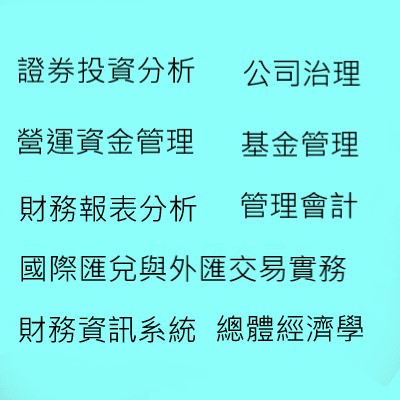 證券投資分析 公司治理
營運資金管理 基金管理
財務報表分析 管理會計
國際匯兌與外匯交易實務
財務資訊系統 總體經濟學